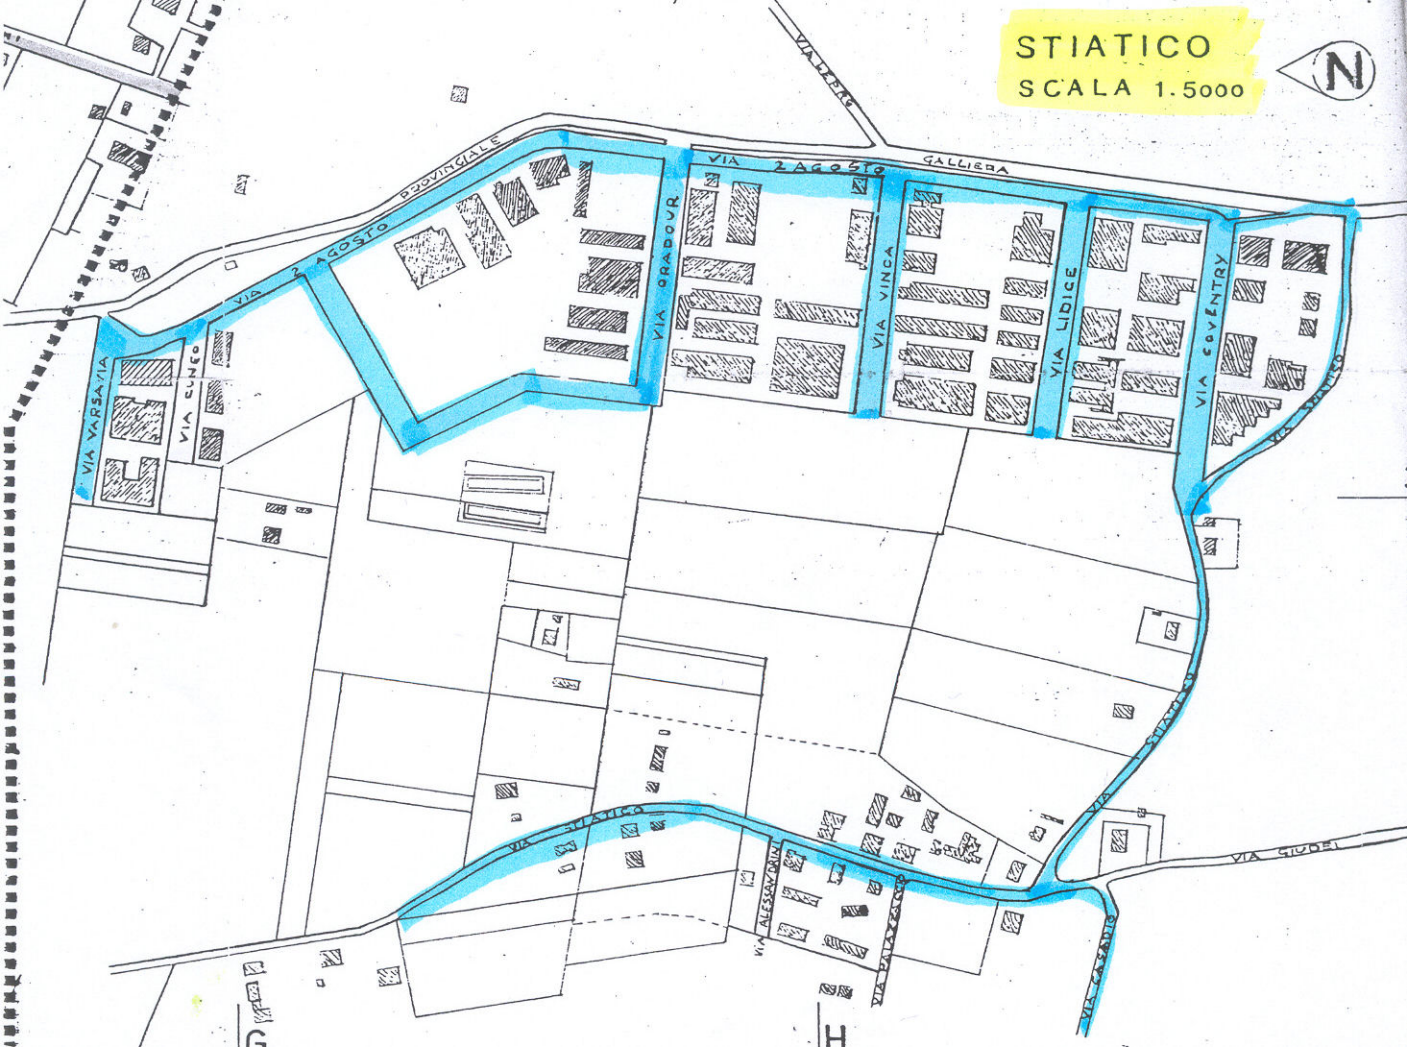 STIATICO
SCALA 1.5000
N
VIA LEBBG
PROVINCIALE
GALLIERA
VIA 2 AGOSTO
VIA 2 AGOSTO
VIA VARSAVIA
VIA CUNEO
VIA ORADOUR
VIA VINCA
VIA LIDICE
VIA COVENTRY
VIA STIATICO
VIA STIATICO
VIA STIATICO
VIA ALESSANDRINI
VIA GIUDEI
VIA CASADIO
G
H